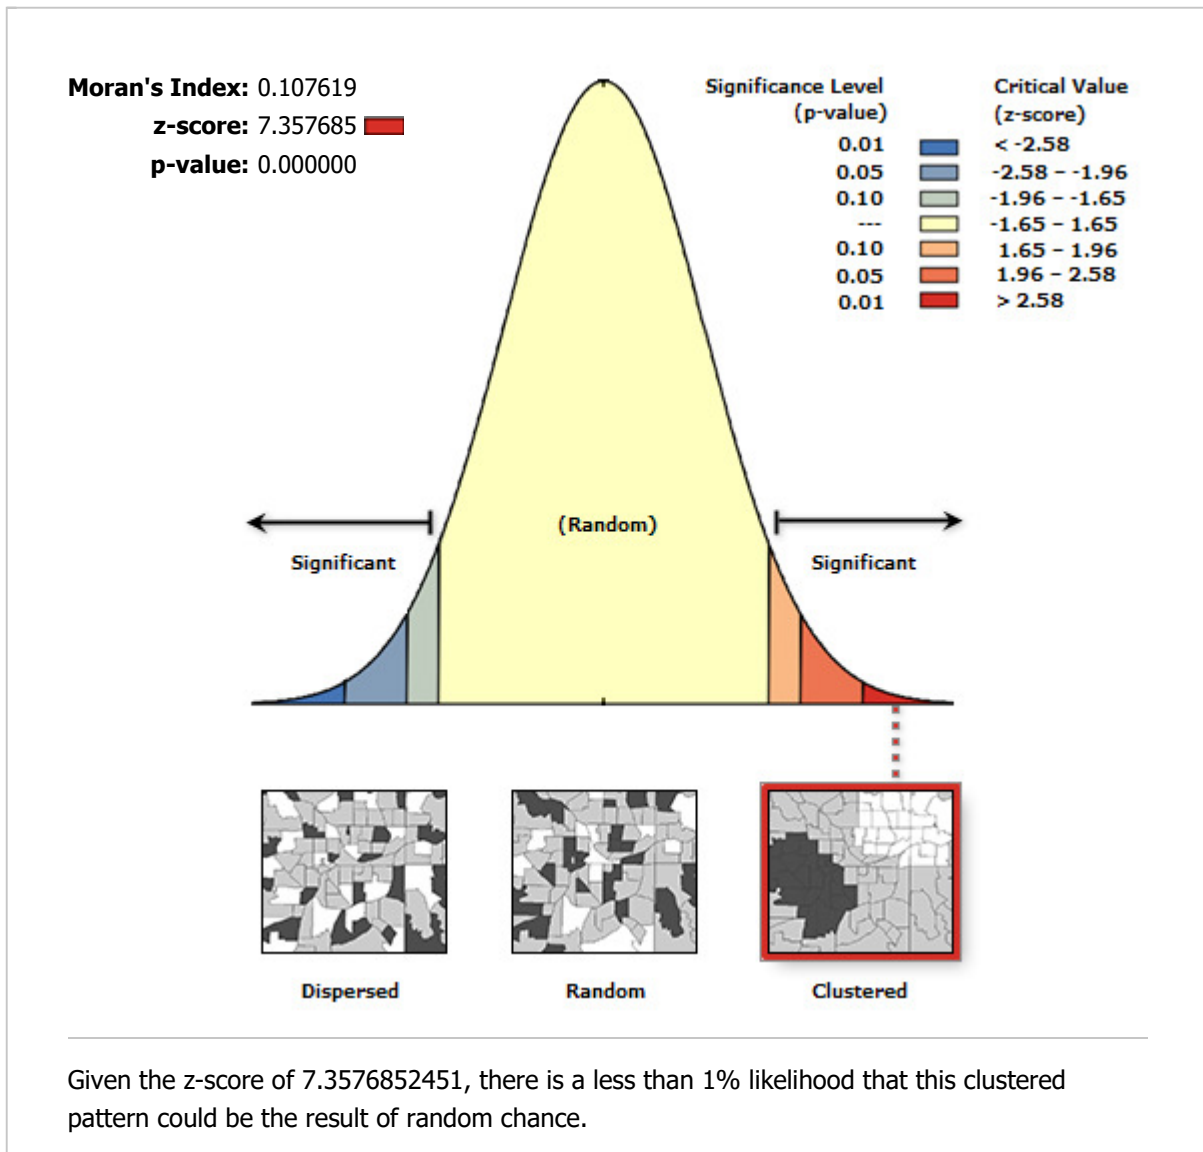 Moran's Index: 0.107619
z-score: 7.357685
p-value: 0.000000
Significance Level (p-value) Critical Value (z-score)
0.01 < -2.58
0.05 -2.58 – -1.96
0.10 -1.96 – -1.65
--- -1.65 – 1.65
0.10 1.65 – 1.96
0.05 1.96 – 2.58
0.01 > 2.58
(Random)
Significant Significant
Dispersed Random Clustered
Given the z-score of 7.3576852451, there is a less than 1% likelihood that this clustered
pattern could be the result of random chance.